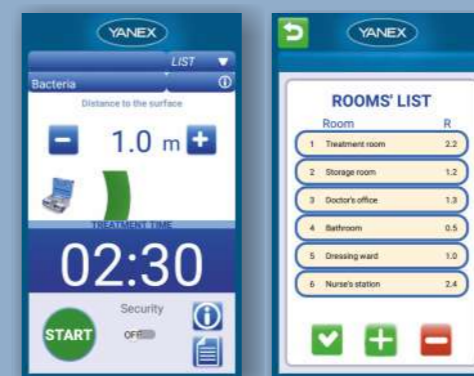 YANEX
LIST
Bacteria
Distance to the surface
1.0 m
TREATMENT TIME
02:30
START
Security
OFF
YANEX
ROOMS' LIST
Room R
1 Treatment room 2.2
2 Storage room 1.2
3 Doctor's office 1.3
4 Bathroom 0.5
5 Dressing ward 1.0
6 Nurse's station 2.4